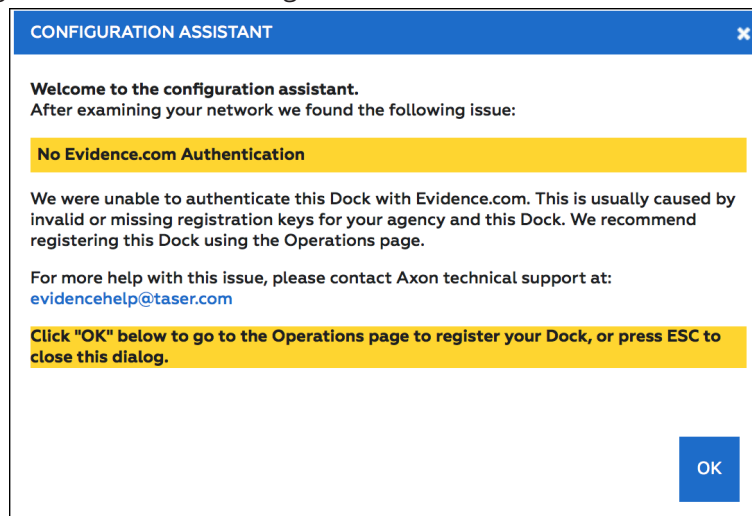 CONFIGURATION ASSISTANT
Welcome to the configuration assistant.
After examining your network we found the following issue:
No Evidence.com Authentication
We were unable to authenticate this Dock with Evidence.com. This is usually caused by
invalid or missing registration keys for your agency and this Dock. We recommend
registering this Dock using the Operations page.
For more help with this issue, please contact Axon technical support at:
evidencehelp@taser.com
Click "OK" below to go to the Operations page to register your Dock, or press ESC to
close this dialog.
OK